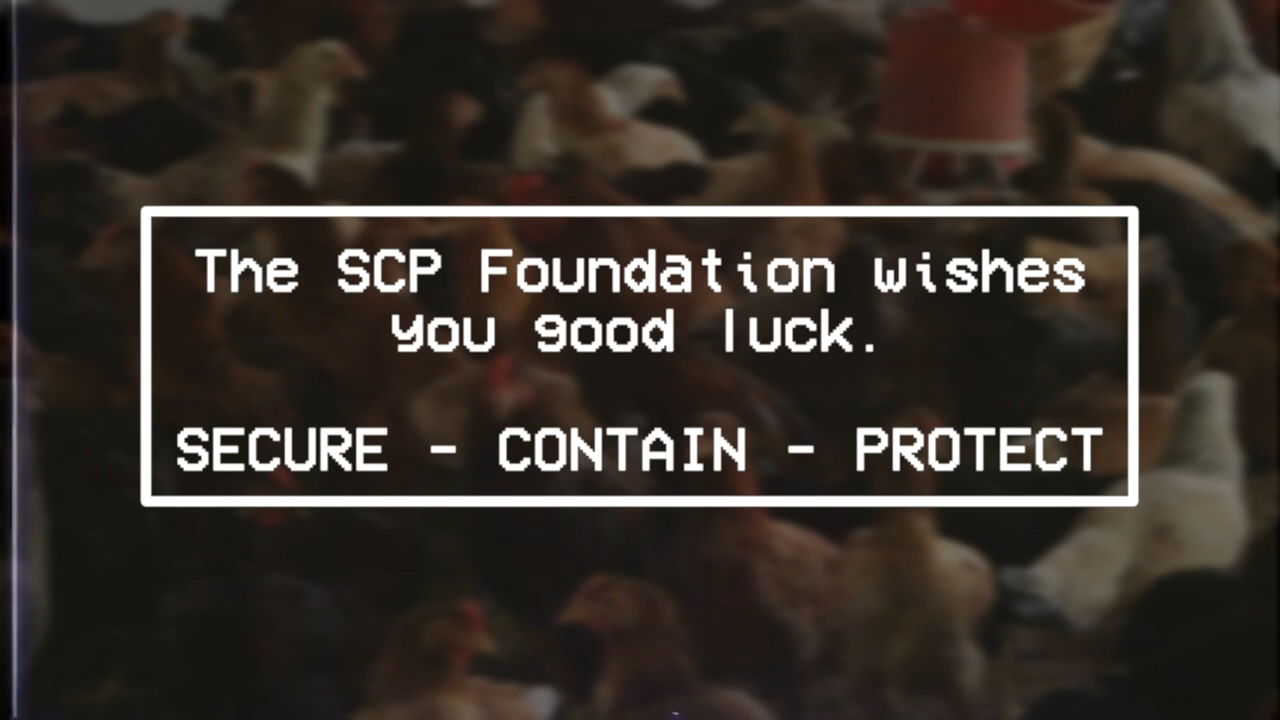 The SCP Foundation wishes
you good luck.
SECURE - CONTAIN - PROTECT